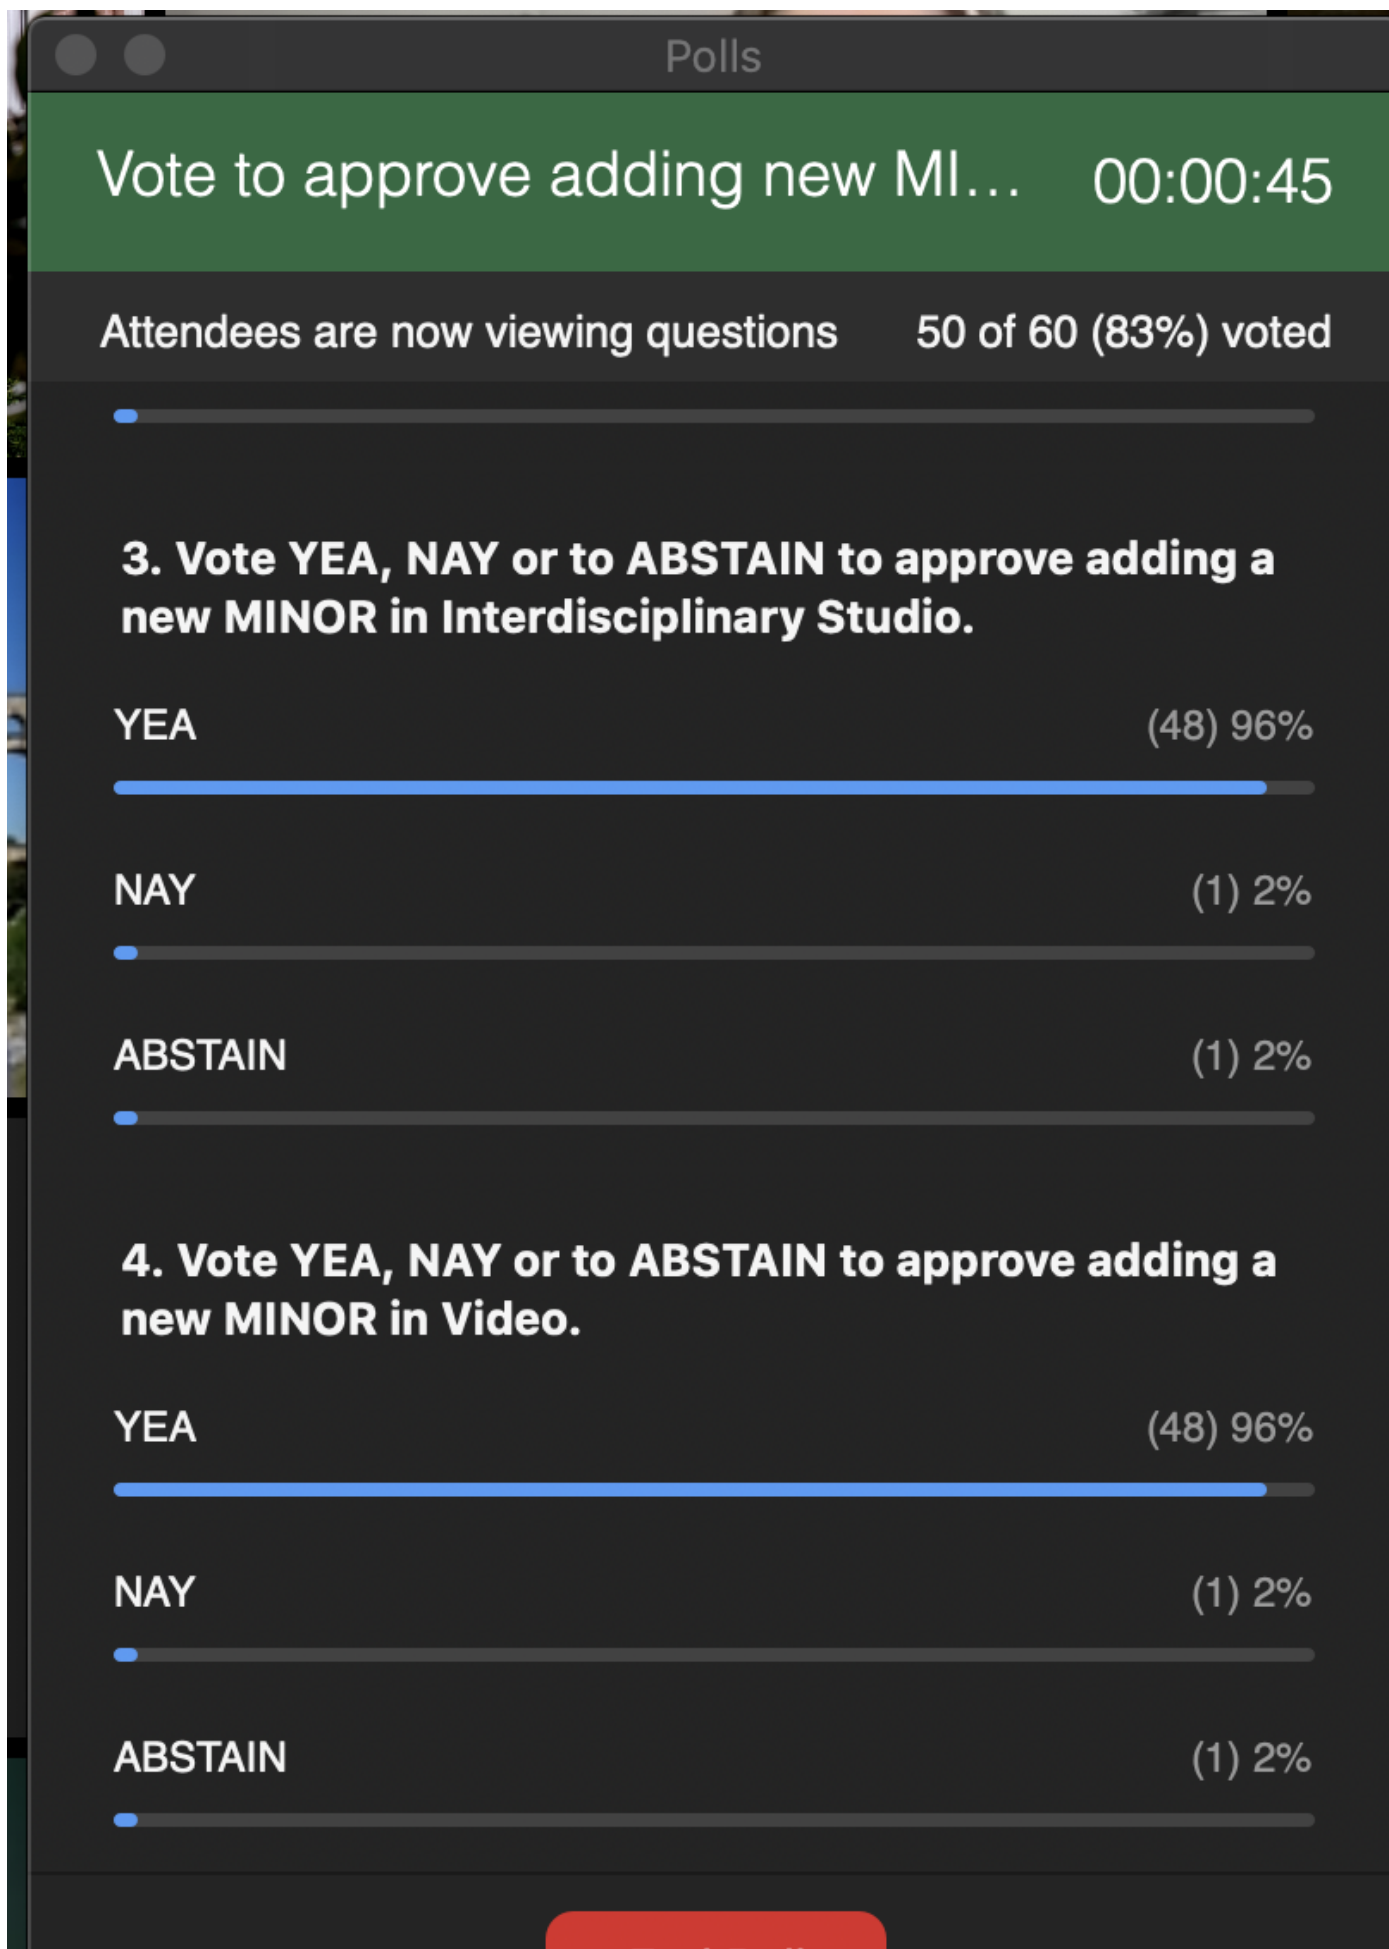 Polls
Vote to approve adding new MI... 00:00:45
Attendees are now viewing questions 50 of 60 (83%) voted
3. Vote YEA, NAY or to ABSTAIN to approve adding a
new MINOR in Interdisciplinary Studio.
YEA (48) 96%
NAY (1) 2%
ABSTAIN (1) 2%
4. Vote YEA, NAY or to ABSTAIN to approve adding a
new MINOR in Video.
YEA (48) 96%
NAY (1) 2%
ABSTAIN (1) 2%